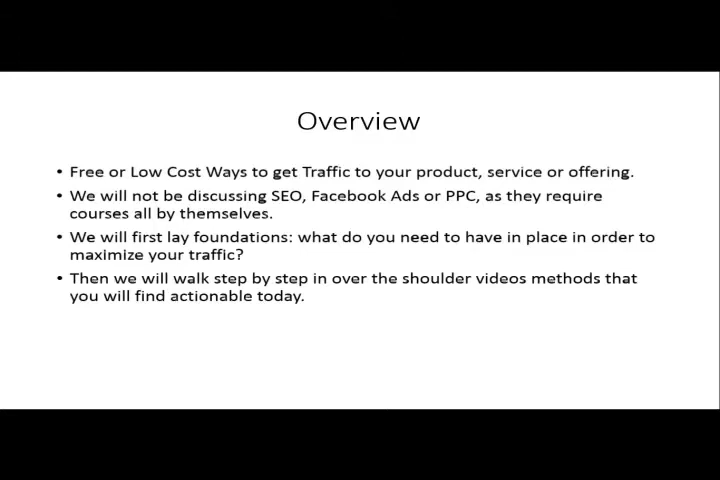 Overview
• Free or Low Cost Ways to get Traffic to your product, service or offering.
• We will not be discussing SEO, Facebook Ads or PPC, as they require
courses all by themselves.
• We will first lay foundations: what do you need to have in place in order to
maximize your traffic?
• Then we will walk step by step in over the shoulder videos methods that
you will find actionable today.